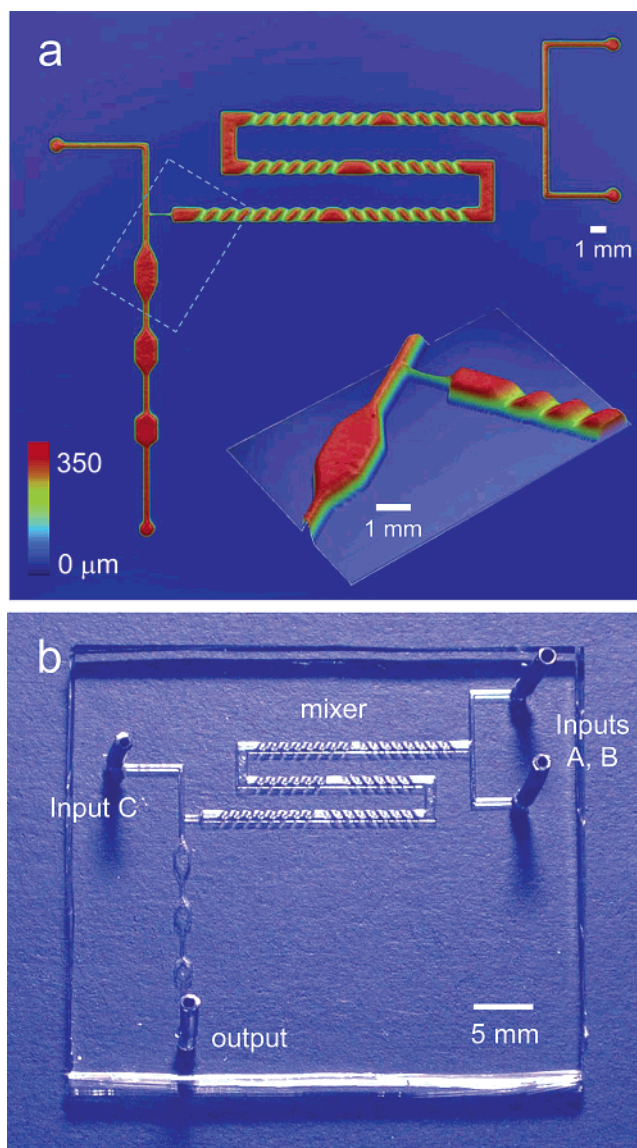 a
1 mm
350
0 μm
1 mm
b
mixer
Inputs
A, B
Input C
5 mm
output